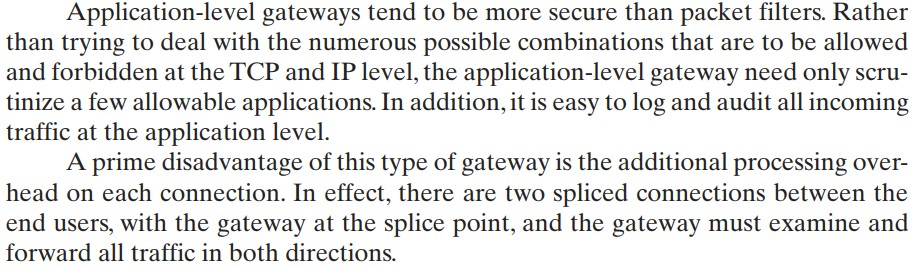 Application-level gateways tend to be more secure than packet filters. Rather
than trying to deal with the numerous possible combinations that are to be allowed
and forbidden at the TCP and IP level, the application-level gateway need only scru-
tinize a few allowable applications. In addition, it is easy to log and audit all incoming
traffic at the application level.
A prime disadvantage of this type of gateway is the additional processing over-
head on each connection. In effect, there are two spliced connections between the
end users, with the gateway at the splice point, and the gateway must examine and
forward all traffic in both directions.